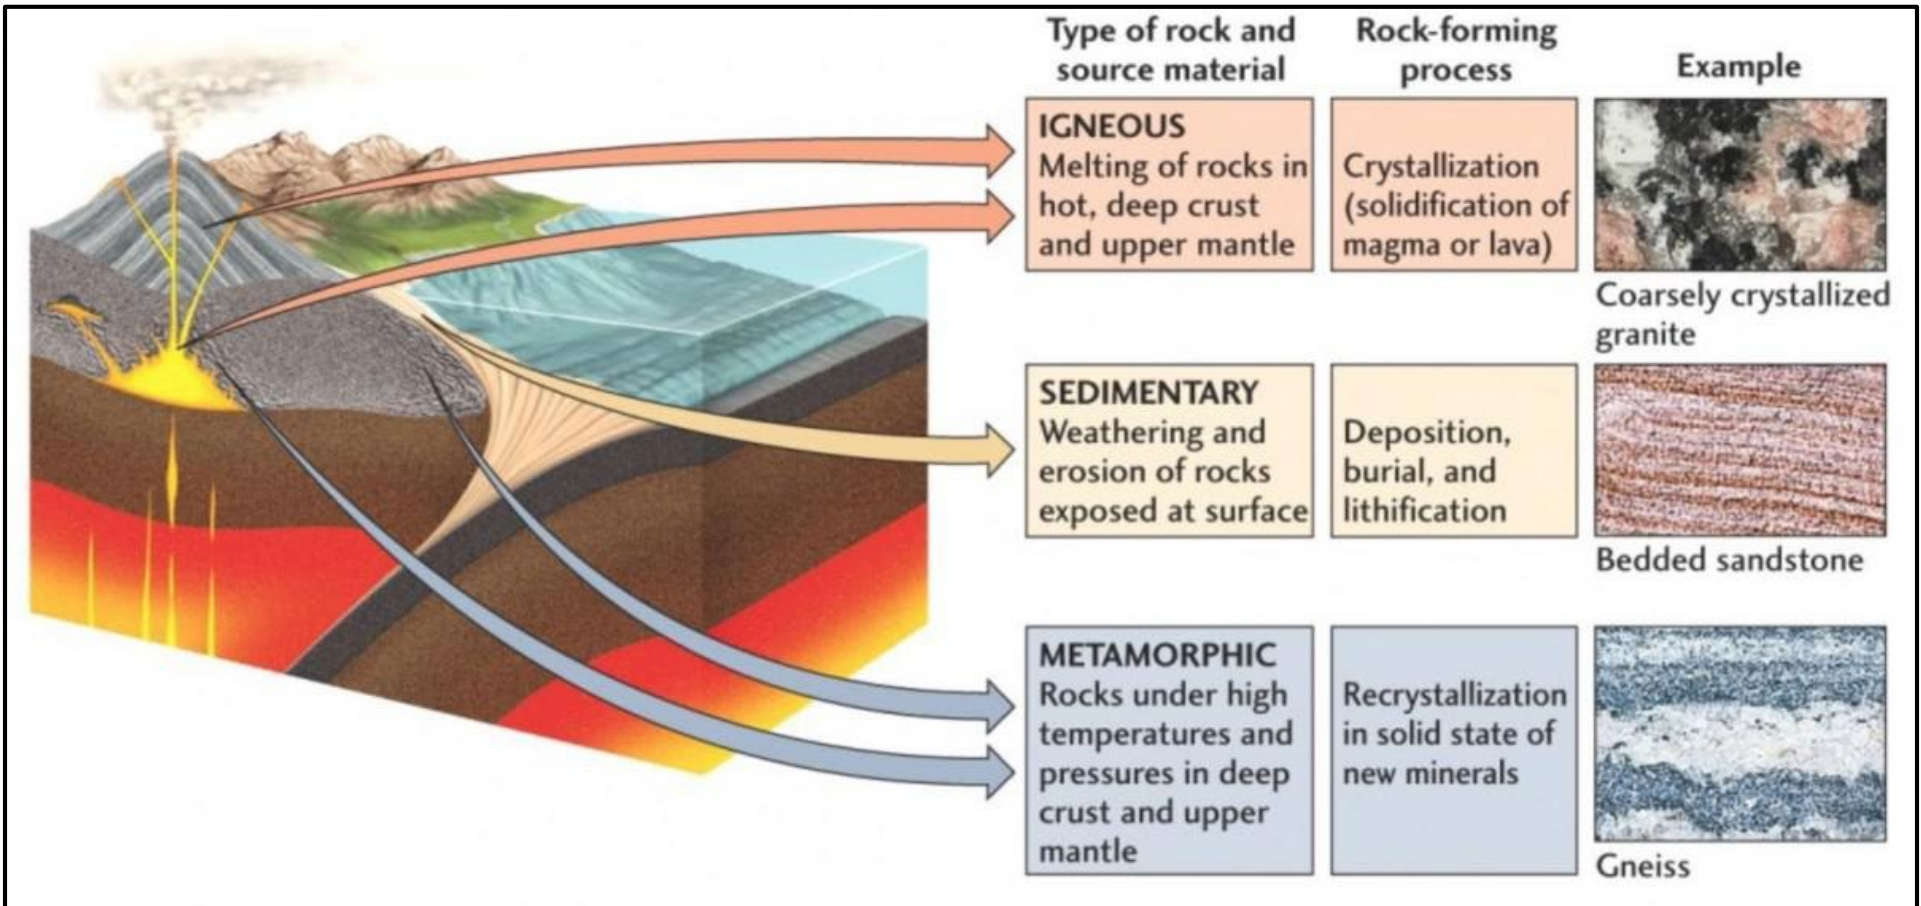 Type of rock and
source material
Rock-forming
process
Example
IGNEOUS
Melting of rocks in
hot, deep crust
and upper mantle
Crystallization
(solidification of
magma or lava)
Coarsely crystallized
granite
SEDIMENTARY
Weathering and
erosion of rocks
exposed at surface
Deposition,
burial, and
lithification
Bedded sandstone
METAMORPHIC
Rocks under high
temperatures and
pressures in deep
crust and upper
mantle
Recrystallization
in solid state of
new minerals
Gneiss